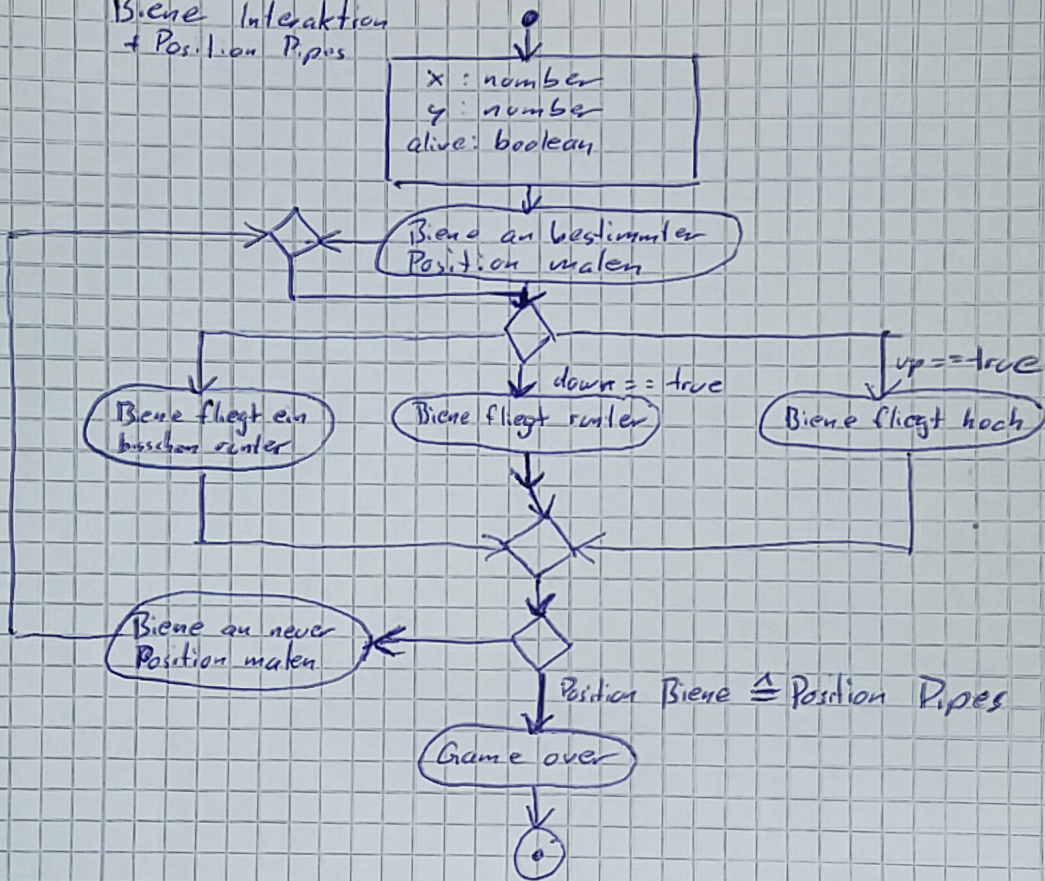 Biene Interaktion
+ Position Pipes
x : number
y : number
alive: boolean
Biene an bestimmter
Position malen
up == true
down == true
Biene fliegt ein
bisschen runter
Biene fliegt runter
Biene fliegt hoch
Biene an neuer
Position malen
Position Biene ≙ Position Pipes
Game over